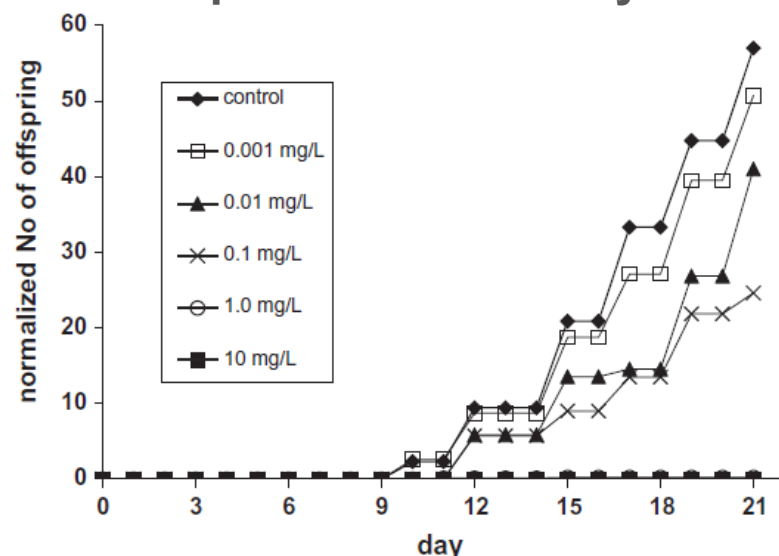 60
50
40
30
20
10
0
normalized No of offspring
control
0.001 mg/L
0.01 mg/L
0.1 mg/L
1.0 mg/L
10 mg/L
0 3 6 9 12 15 18 21
day